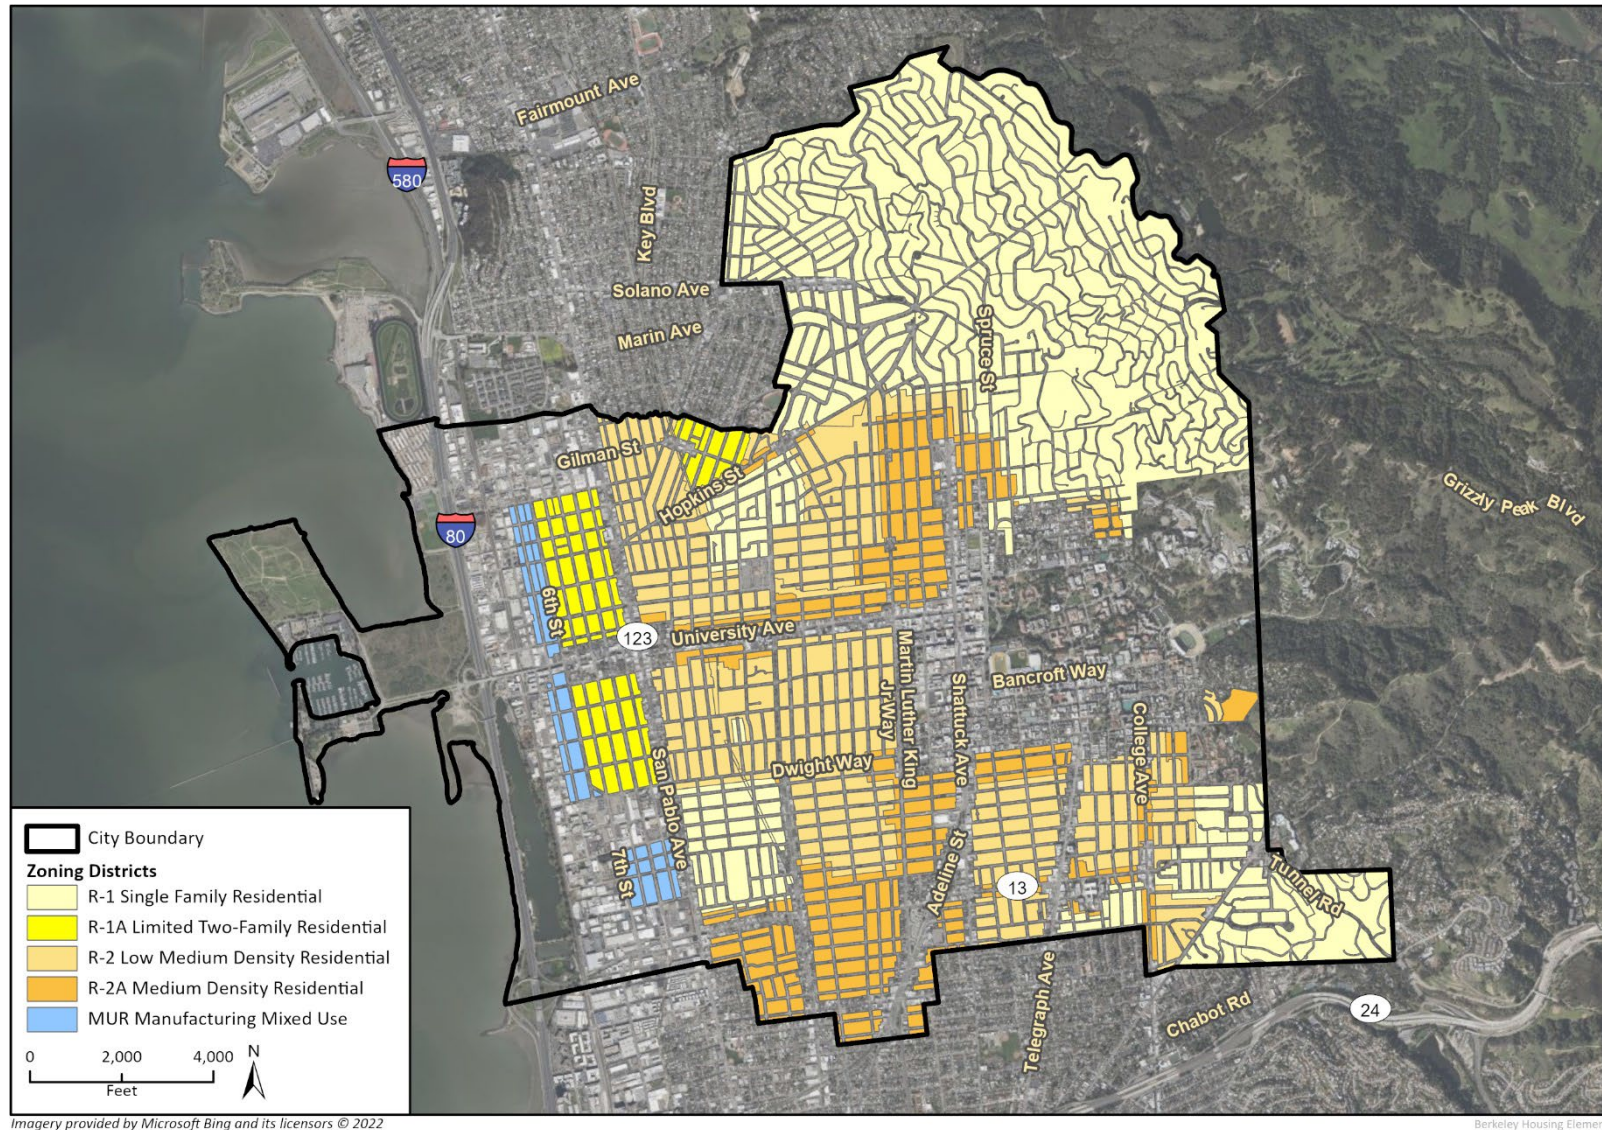 Fairmount Ave
580
Key Blvd
Solano Ave
Marin Ave
Spruce St
Gilman St
Hopkins St
Grizzly Peak Blvd
80
6th St
123
University Ave
Martin Luther King
Jr Way
Shattuck Ave
Bancroft Way
College Ave
San Pablo Ave
Dwight Way
7th St
Adeline St
13
Tunnel Rd
Telegraph Ave
Chabot Rd
24
City Boundary
Zoning Districts
R-1 Single Family Residential
R-1A Limited Two-Family Residential
R-2 Low Medium Density Residential
R-2A Medium Density Residential
MUR Manufacturing Mixed Use
0 2,000 4,000 N
Feet
Imagery provided by Microsoft Bing and its licensors © 2022
Berkeley Housing Elemen